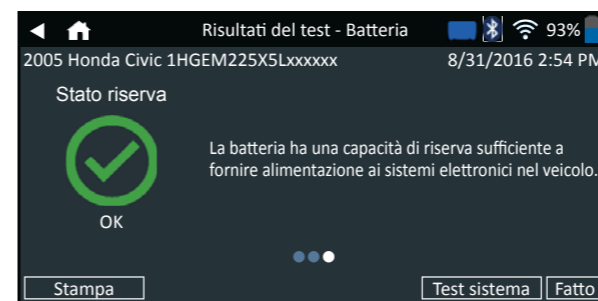 Risultati del test - Batteria 93%
2005 Honda Civic 1HGEM225X5Lxxxxxx 8/31/2016 2:54 PM
Stato riserva
La batteria ha una capacità di riserva sufficiente a
fornire alimentazione ai sistemi elettronici nel veicolo.
OK
Stampa Test sistema Fatto